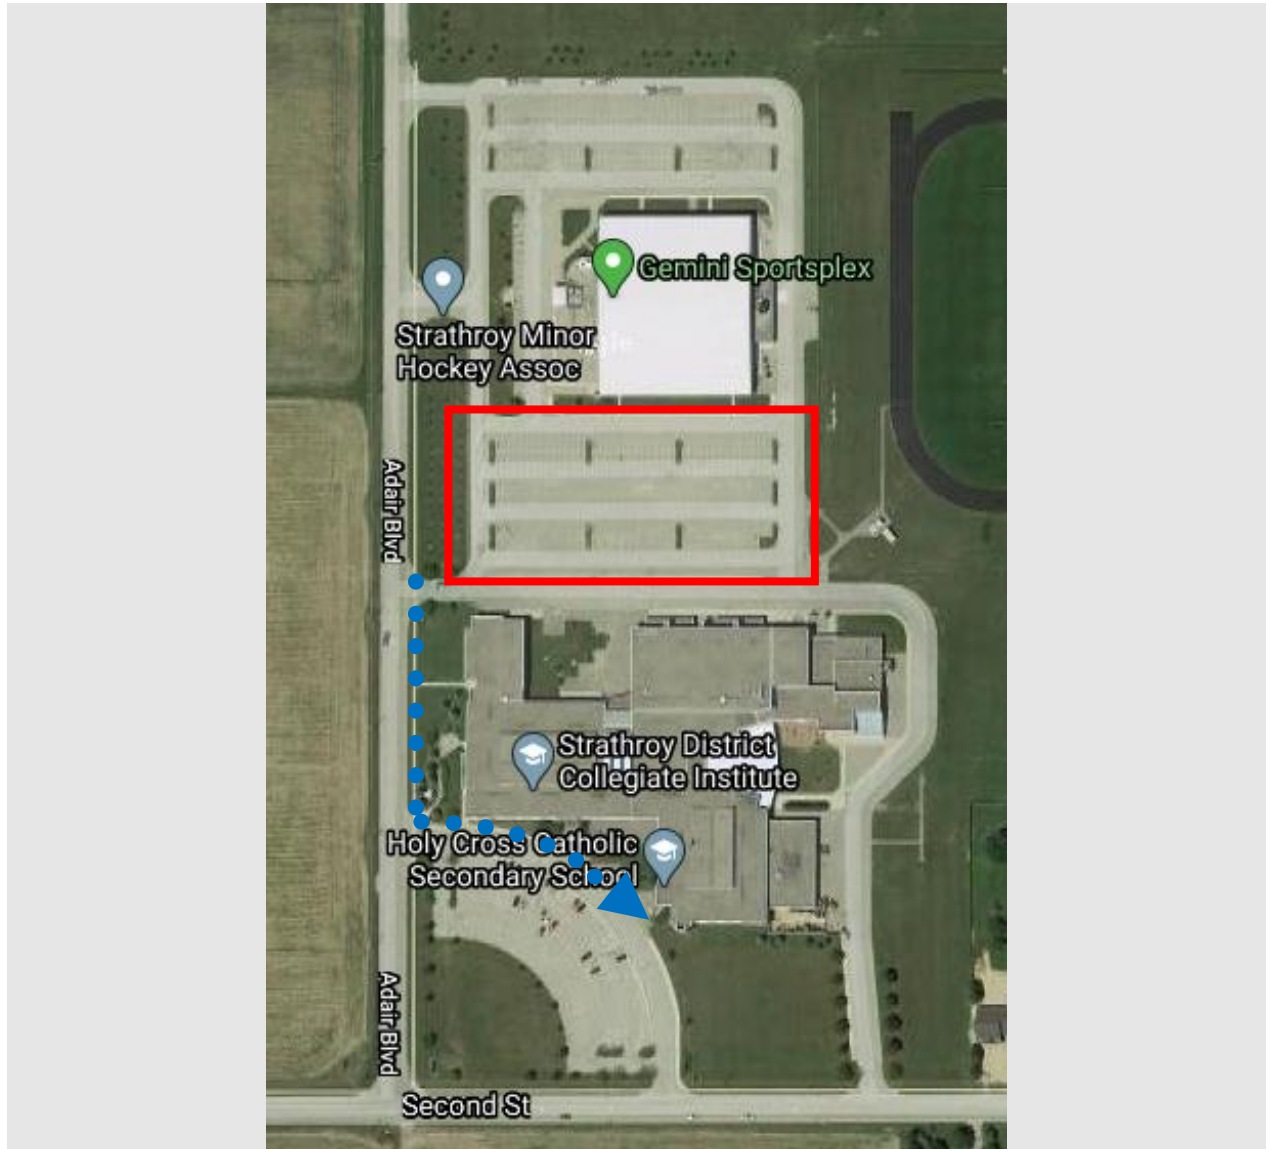 Gemini Sportsplex
Strathroy Minor
Hockey Assoc
Adair Blvd
Strathroy District
Collegiate Institute
Holy Cross Catholic
Secondary School
Adair Blvd
Second St